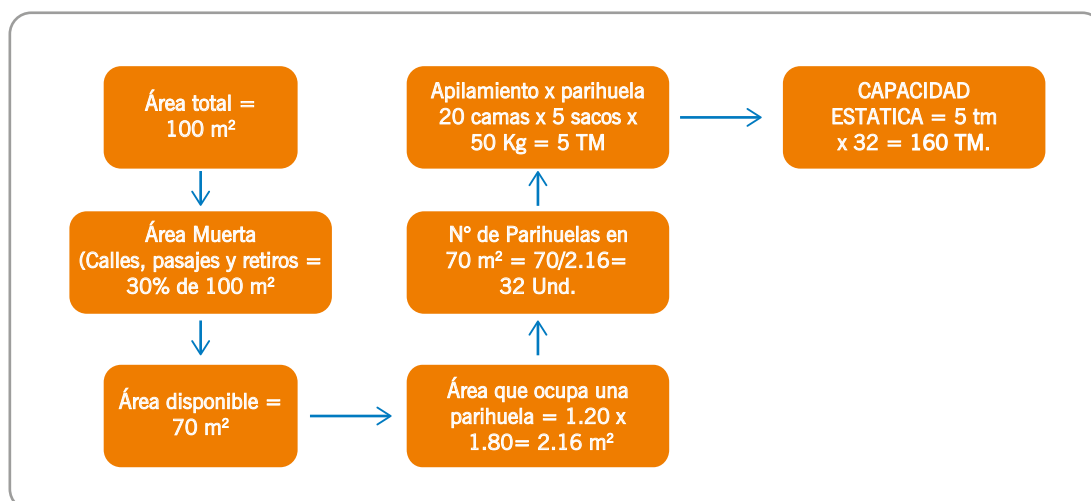 Área total =
100 m²
Área Muerta
(Calles, pasajes y retiros =
30% de 100 m²
Área disponible =
70 m²
Área que ocupa una
parihuela = 1.20 x
1.80= 2.16 m²
N° de Parihuelas en
70 m² = 70/2.16=
32 Und.
Apilamiento x parihuela
20 camas x 5 sacos x
50 Kg = 5 TM
CAPACIDAD
ESTATICA = 5 tm
x 32 = 160 TM.